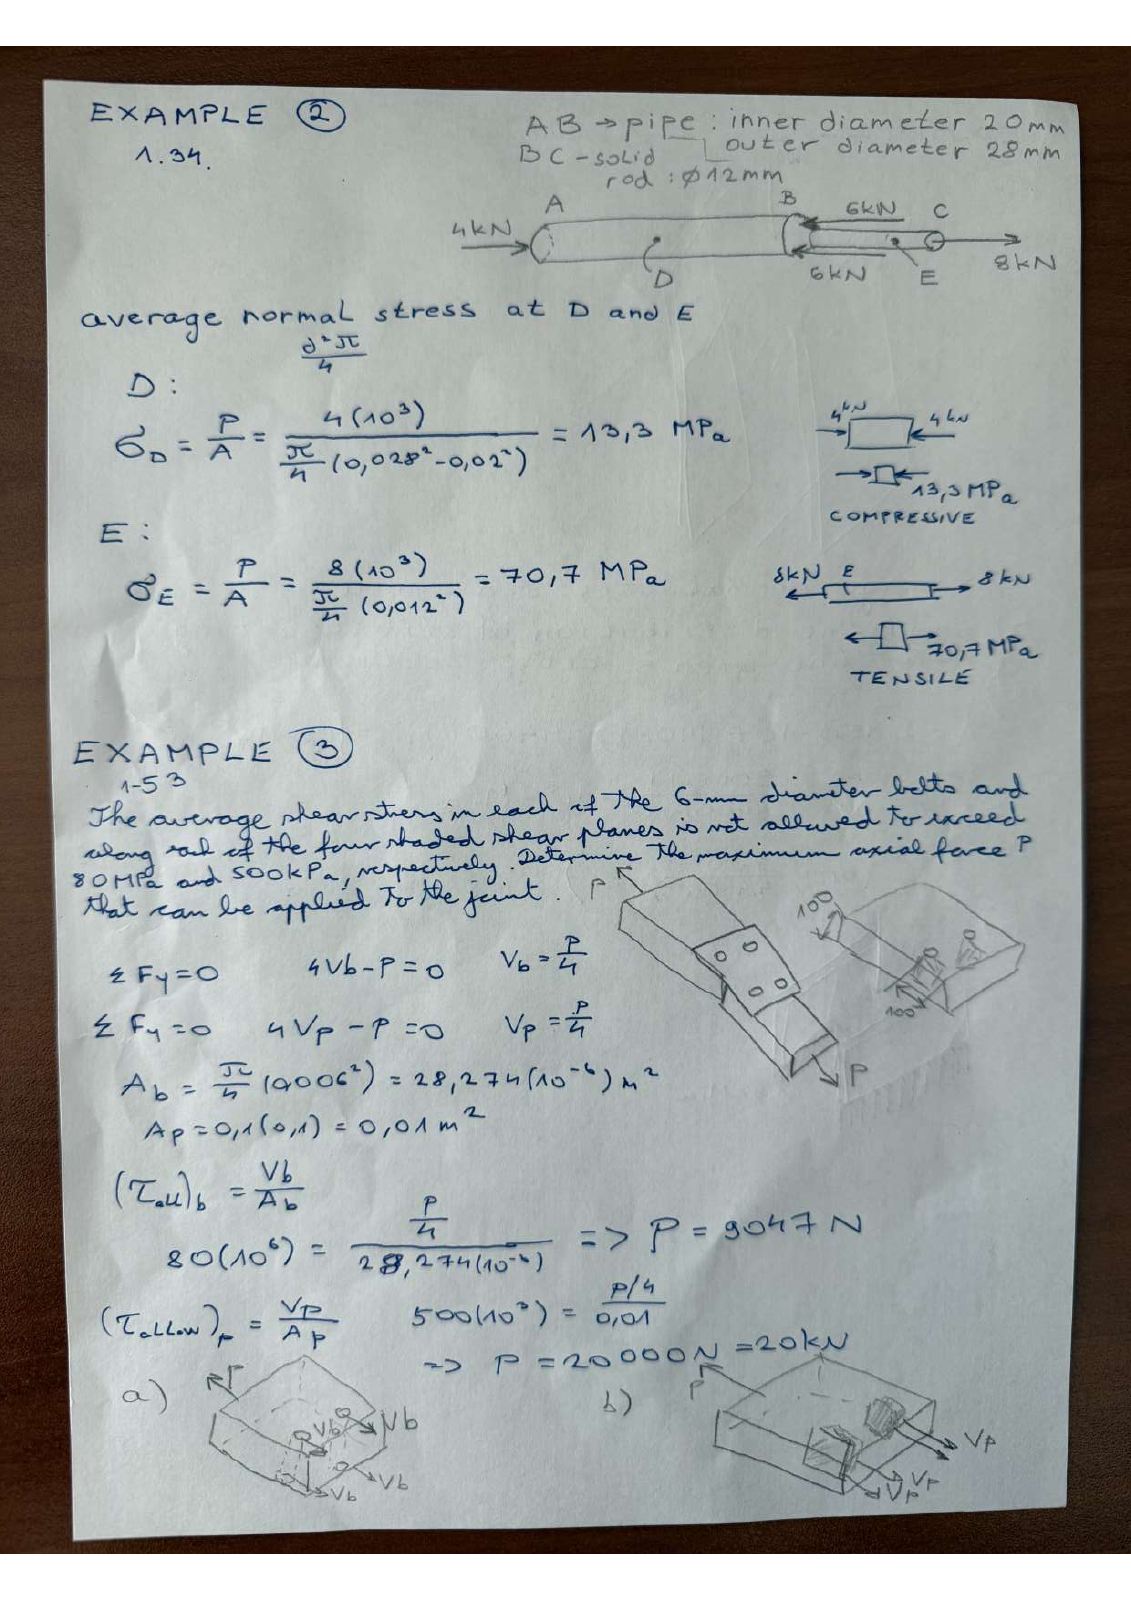 EXAMPLE ②
1.34.
AB → pipe : inner diameter 20mm
outer diameter 28mm
BC - solid
rod : ø12mm
4kN A B 6kN C
D 6kN E 8kN
average normal stress at D and E
d²π/4
D:
σD = P/A = 4(10³) / π/4 (0,028²-0,02²) = 13,3 MPa
4kN 4kN
13,3 MPa
COMPRESSIVE
E:
σE = P/A = 8(10³) / π/4 (0,012²) = 70,7 MPa
8kN E 8kN
70,7 MPa
TENSILE
EXAMPLE ③
1-53
The average shear stress in each of the 6-mm diameter bolts and
along each of the four shaded shear planes is not allowed to exceed
80MPa and 500kPa, respectively. Determine the maximum axial force P
that can be applied to the joint.
P 100
100
P
ΣFy=0 4Vb-P=0 Vb=P/4
ΣFy=0 4Vp-P=0 Vp=P/4
Ab = π/4 (0,006²) = 28,274(10⁻⁶) m²
Ap=0,1(0,1) = 0,01m²
(τall)b = Vb/Ab
80(10⁶) = P/4 / 28,274(10⁻⁶) => P = 9047 N
(τallow)p = Vp/Ap 500(10³) = P/4 / 0,01
=> P = 20000N = 20kN
a) P Vb Vb Vb Vb
b) P Vp Vp Vp